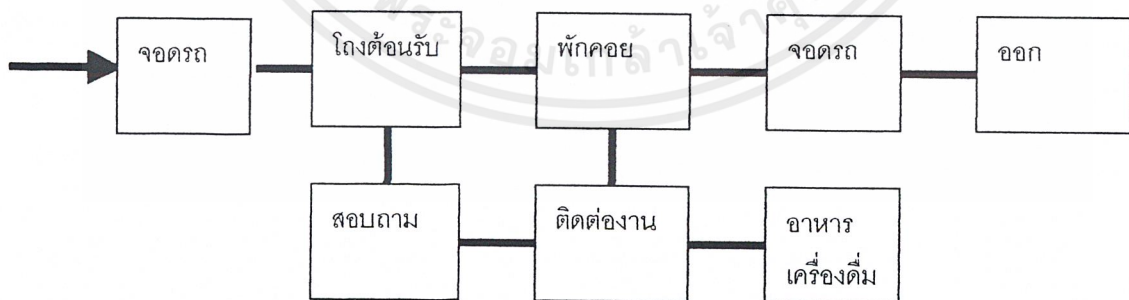 จอดรถ
โถงต้อนรับ
พักคอย
จอดรถ
ออก
สอบถาม
ติดต่องาน
อาหาร
เครื่องดื่ม